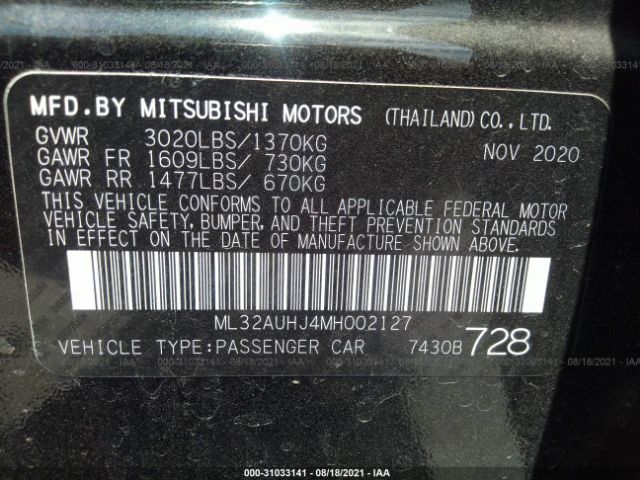 MFD.BY MITSUBISHI MOTORS (THAILAND)CO.,LTD.
GVWR 3020LBS/1370KG NOV 2020
GAWR FR 1609LBS/ 730KG
GAWR RR 1477LBS/ 670KG
THIS VEHICLE CONFORMS TO ALL APPLICABLE FEDERAL MOTOR
VEHICLE SAFETY, BUMPER, AND THEFT PREVENTION STANDARDS
IN EFFECT ON THE DATE OF MANUFACTURE SHOWN ABOVE.
ML32AUHJ4MH002127
VEHICLE TYPE:PASSENGER CAR 7430B 728
000-31033141 - 08/18/2021 - IAA